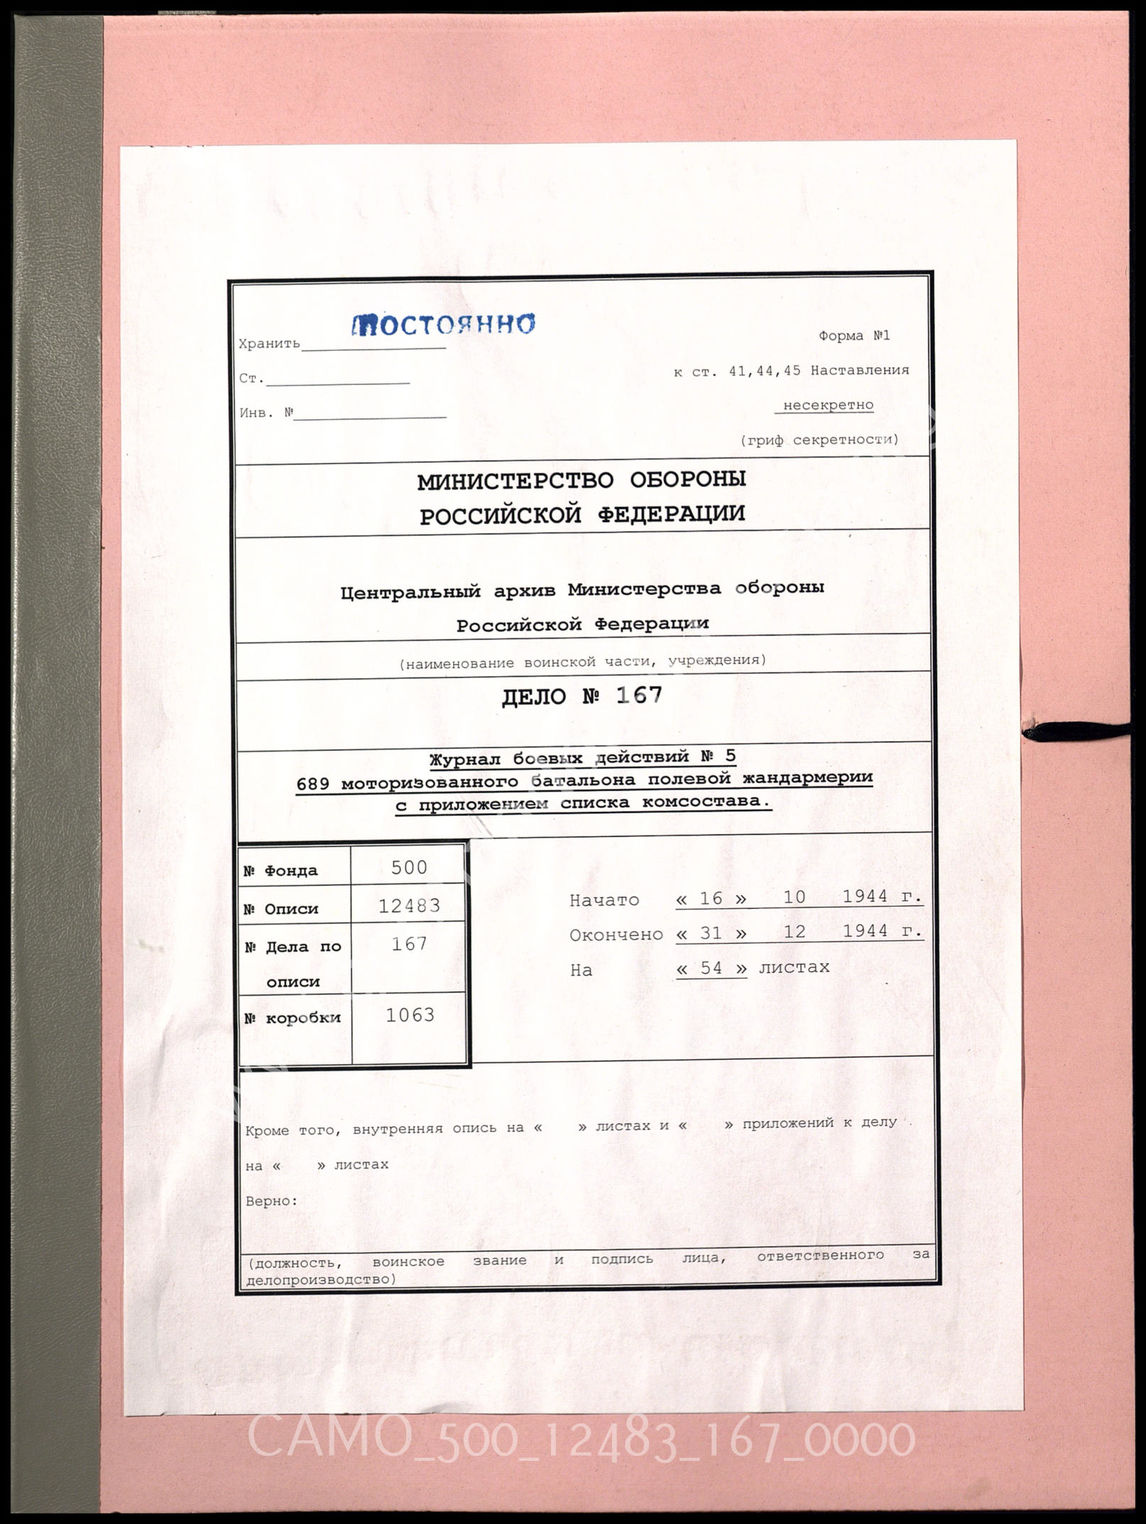 постоянно
Хранить
Форма №1
Ст.
к ст. 41,44,45 Наставления
Инв. №
несекретно
(гриф секретности)
МИНИСТЕРСТВО ОБОРОНЫ
РОССИЙСКОЙ ФЕДЕРАЦИИ
Центральный архив Министерства обороны
Российской Федерации
(наименование воинской части, учреждения)
ДЕЛО № 167
Журнал боевых действий № 5
689 моторизованного батальона полевой жандармерии
с приложением списка комсостава.
№ Фонда 500
№ Описи 12483
№ Дела по 167
описи
№ коробки 1063
Начато « 16 » 10 1944 г.
Окончено « 31 » 12 1944 г.
На « 54 » листах
Кроме того, внутренняя опись на « » листах и « » приложений к делу
на « » листах
Верно:
(должность, воинское звание и подпись лица, ответственного за
делопроизводство)
CAMO_500_12483_167_0000